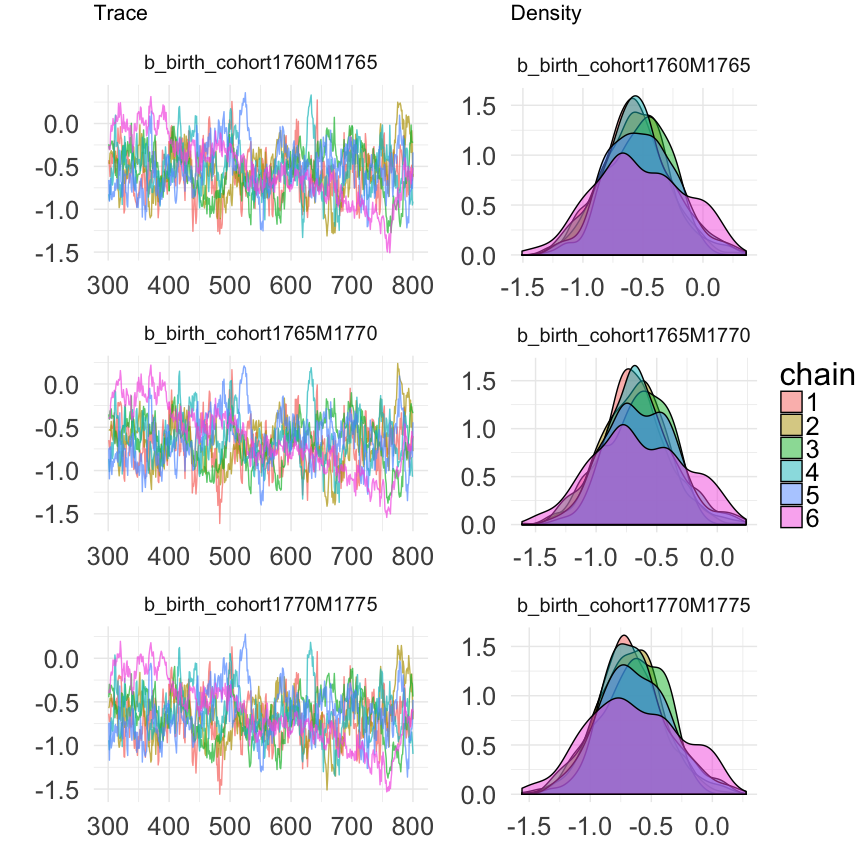 Trace Density
b_birth_cohort1760M1765 b_birth_cohort1760M1765
0.0
-0.5
-1.0
-1.5
300 400 500 600 700 800
1.5
1.0
0.5
0.0
-1.5 -1.0 -0.5 0.0
b_birth_cohort1765M1770 b_birth_cohort1765M1770
0.0
-0.5
-1.0
-1.5
300 400 500 600 700 800
1.5
1.0
0.5
0.0
-1.5 -1.0 -0.5 0.0
b_birth_cohort1770M1775 b_birth_cohort1770M1775
0.0
-0.5
-1.0
-1.5
300 400 500 600 700 800
1.5
1.0
0.5
0.0
-1.5 -1.0 -0.5 0.0
chain
1
2
3
4
5
6